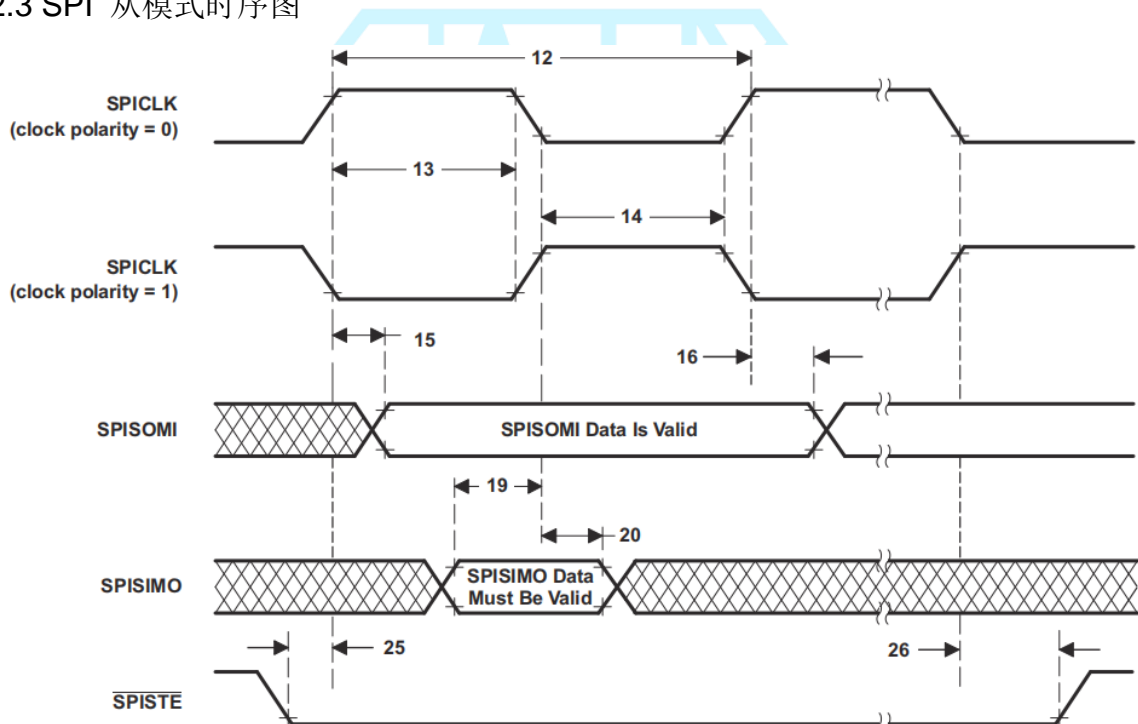 2.3 SPI 从模式时序图
12
SPICLK
(clock polarity = 0)
13
14
SPICLK
(clock polarity = 1)
15
16
SPISOMI
SPISOMI Data Is Valid
19
20
SPISIMO
SPISIMO Data
Must Be Valid
25
26
SPISTE